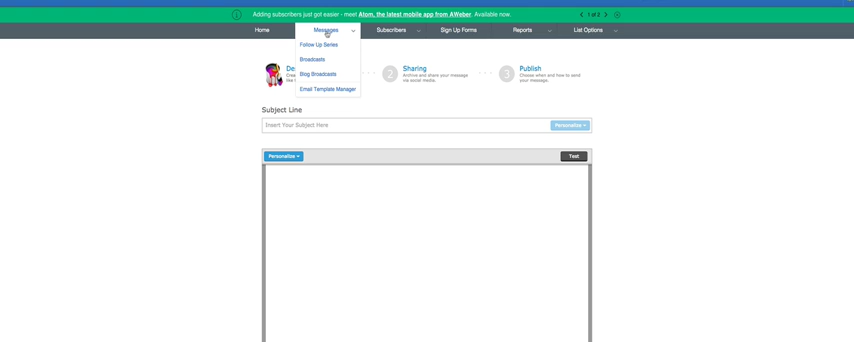 Adding subscribers just got easier - meet Atom, the latest mobile app from AWeber. Available now.
1 of 2
Home Messages Subscribers Sign Up Forms Reports List Options
Follow Up Series
Broadcasts
Blog Broadcasts
Email Template Manager
2 Sharing
Archive and share your message
via social media.
3 Publish
Choose when and how to send
your message.
Subject Line
Insert Your Subject Here
Personalize
Personalize
Test